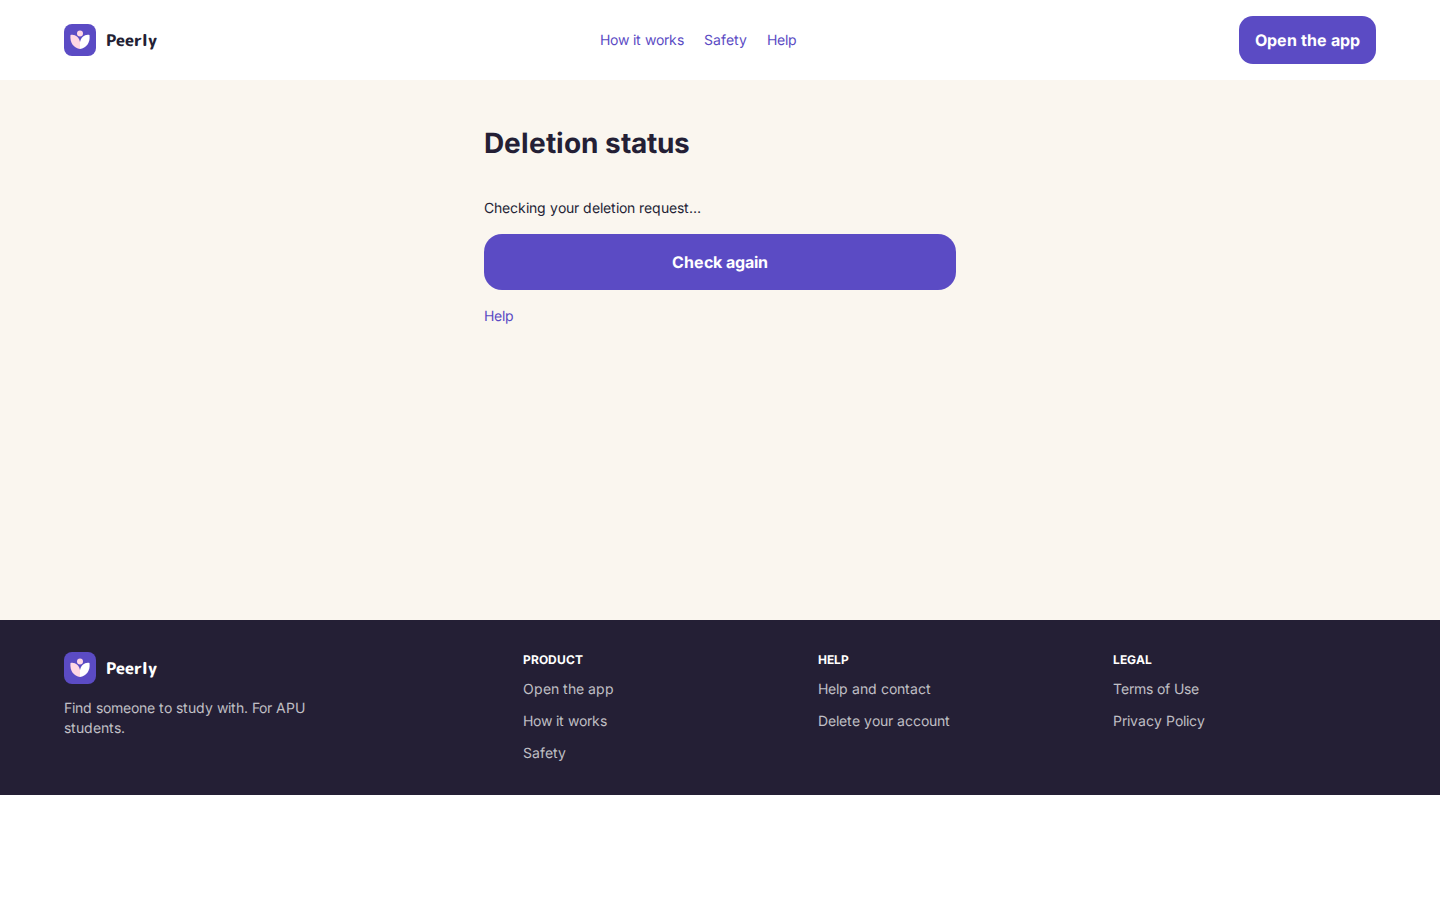 Peerly
How it works
Safety
Help
Open the app
Deletion status
Checking your deletion request...
Check again
Help
Peerly
Find someone to study with. For APU
students.
PRODUCT
Open the app
How it works
Safety
HELP
Help and contact
Delete your account
LEGAL
Terms of Use
Privacy Policy